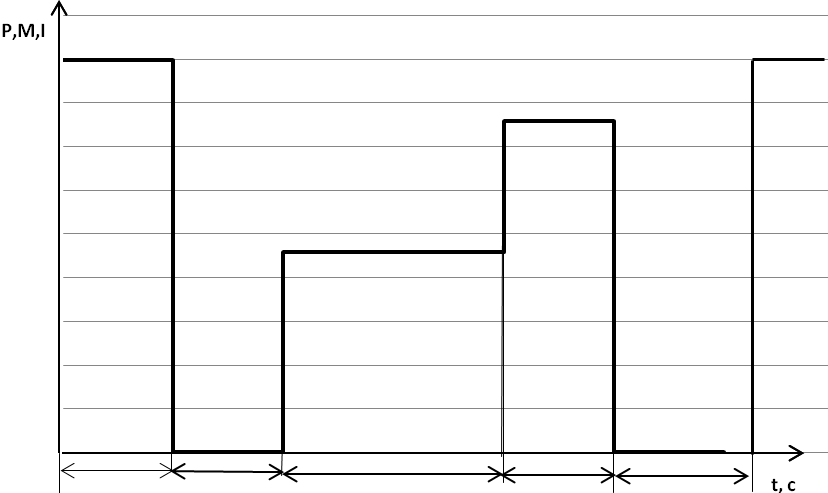 P,M,I
t, c